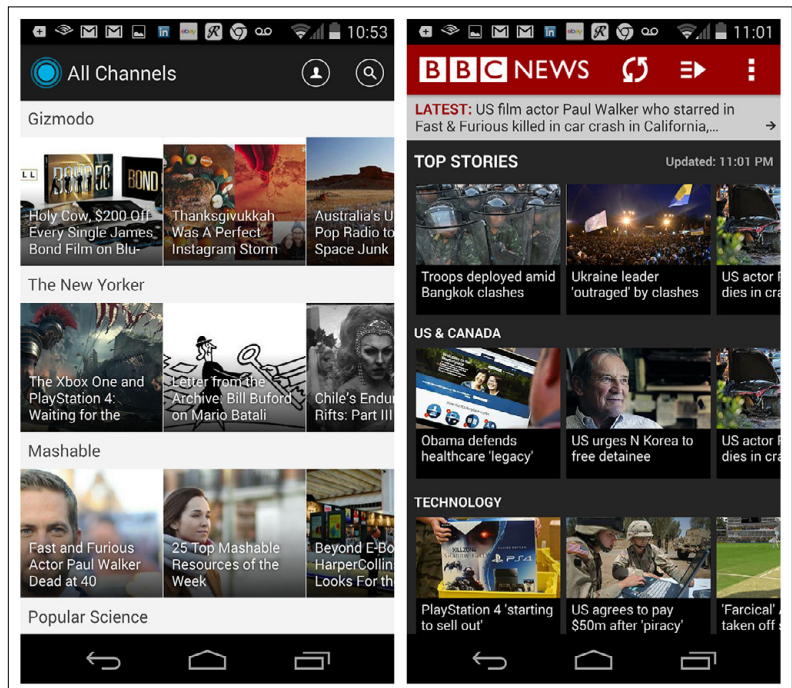 10:53
All Channels
Gizmodo
Holy Cow, $200 Off
Every Single James
Bond Film on Blu-
Thanksgivukkah
Was A Perfect
Instagram Storm
Australia's U
Pop Radio to
Space Junk
The New Yorker
The Xbox One and
PlayStation 4:
Waiting for the
Letter from the
Archive: Bill Buford
on Mario Batali
Chile's Endu
Rifts: Part III
Mashable
Fast and Furious
Actor Paul Walker
Dead at 40
25 Top Mashable
Resources of the
Week
Beyond E-Bo
HarperCollin
Looks For th
Popular Science
11:01
BBC NEWS
LATEST: US film actor Paul Walker who starred in
Fast & Furious killed in car crash in California,...
TOP STORIES
Updated: 11:01 PM
Troops deployed amid
Bangkok clashes
Ukraine leader
'outraged' by clashes
US actor
dies in cra
US & CANADA
Obama defends
healthcare 'legacy'
US urges N Korea to
free detainee
US actor
dies in cra
TECHNOLOGY
PlayStation 4 'starting
to sell out'
US agrees to pay
$50m after 'piracy'
'Farcical'
taken off